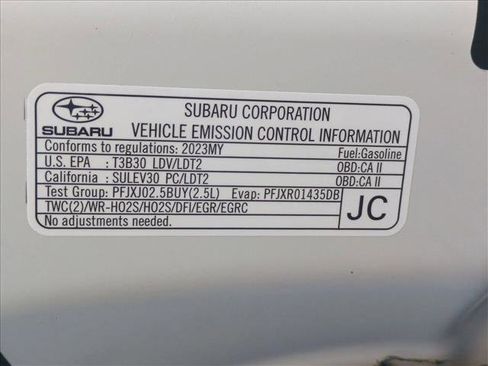 SUBARU CORPORATION
SUBARU VEHICLE EMISSION CONTROL INFORMATION
Conforms to regulations: 2023MY Fuel:Gasoline
U.S. EPA : T3B30 LDV/LDT2 OBD:CA II
California : SULEV30 PC/LDT2 OBD:CA II
Test Group: PFJXJ02.5BUY(2.5L) Evap: PFJXR01435DB
TWC(2)/WR-HO2S/HO2S/DFI/EGR/EGRC JC
No adjustments needed.